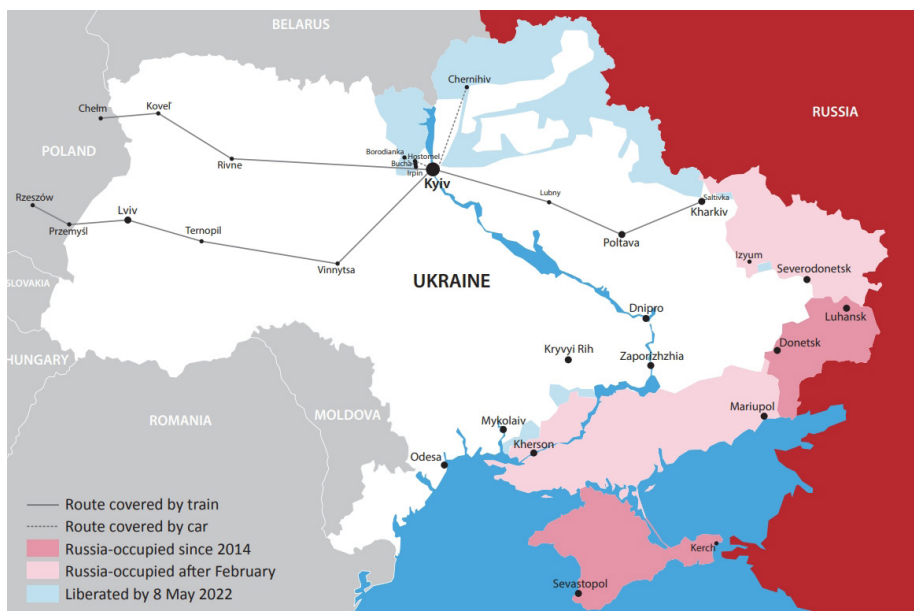 BELARUS
Chernihiv
Chełm
Kovel'
RUSSIA
POLAND
Borodianka
Hostomel
Bucha
Irpin
Rivne
Kyiv
Rzeszów
Lubny
Saltivka
Kharkiv
Lviv
Przemyśl
Ternopil
Poltava
Vinnytsa
Izyum
SLOVAKIA
UKRAINE
Severodonetsk
Luhansk
Dnipro
Donetsk
HUNGARY
Kryvyi Rih
Zaporizhzhia
ROMANIA
MOLDOVA
Mariupol
Mykolaiv
Kherson
Odesa
Route covered by train
Route covered by car
Russia-occupied since 2014
Russia-occupied after February
Liberated by 8 May 2022
Kerch
Sevastopol